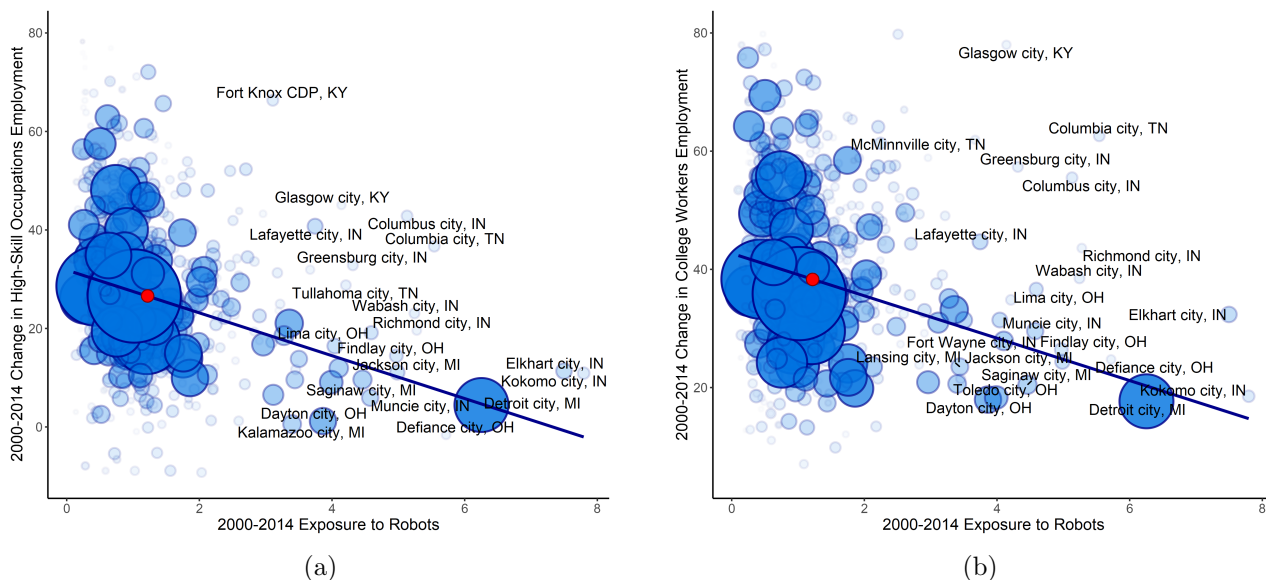 2000-2014 Change in High-Skill Occupations Employment
80
60
40
20
0
Fort Knox CDP, KY
Glasgow city, KY
Columbus city, IN
Lafayette city, IN
Columbia city, TN
Greensburg city, IN
Tullahoma city, TN
Wabash city, IN
Richmond city, IN
Lima city, OH
Findlay city, OH
Jackson city, MI
Elkhart city, IN
Kokomo city, IN
Saginaw city, MI
Muncie city, IN
Detroit city, MI
Dayton city, OH
Defiance city, OH
Kalamazoo city, MI
0 2 4 6 8
2000-2014 Exposure to Robots
(a)
2000-2014 Change in College Workers Employment
80
60
40
20
Glasgow city, KY
Columbia city, TN
McMinnville city, TN
Greensburg city, IN
Columbus city, IN
Lafayette city, IN
Richmond city, IN
Wabash city, IN
Lima city, OH
Elkhart city, IN
Muncie city, IN
Fort Wayne city, IN
Findlay city, OH
Lansing city, MI
Jackson city, MI
Defiance city, OH
Saginaw city, MI
Toledo city, OH
Kokomo city, IN
Dayton city, OH
Detroit city, MI
0 2 4 6 8
2000-2014 Exposure to Robots
(b)